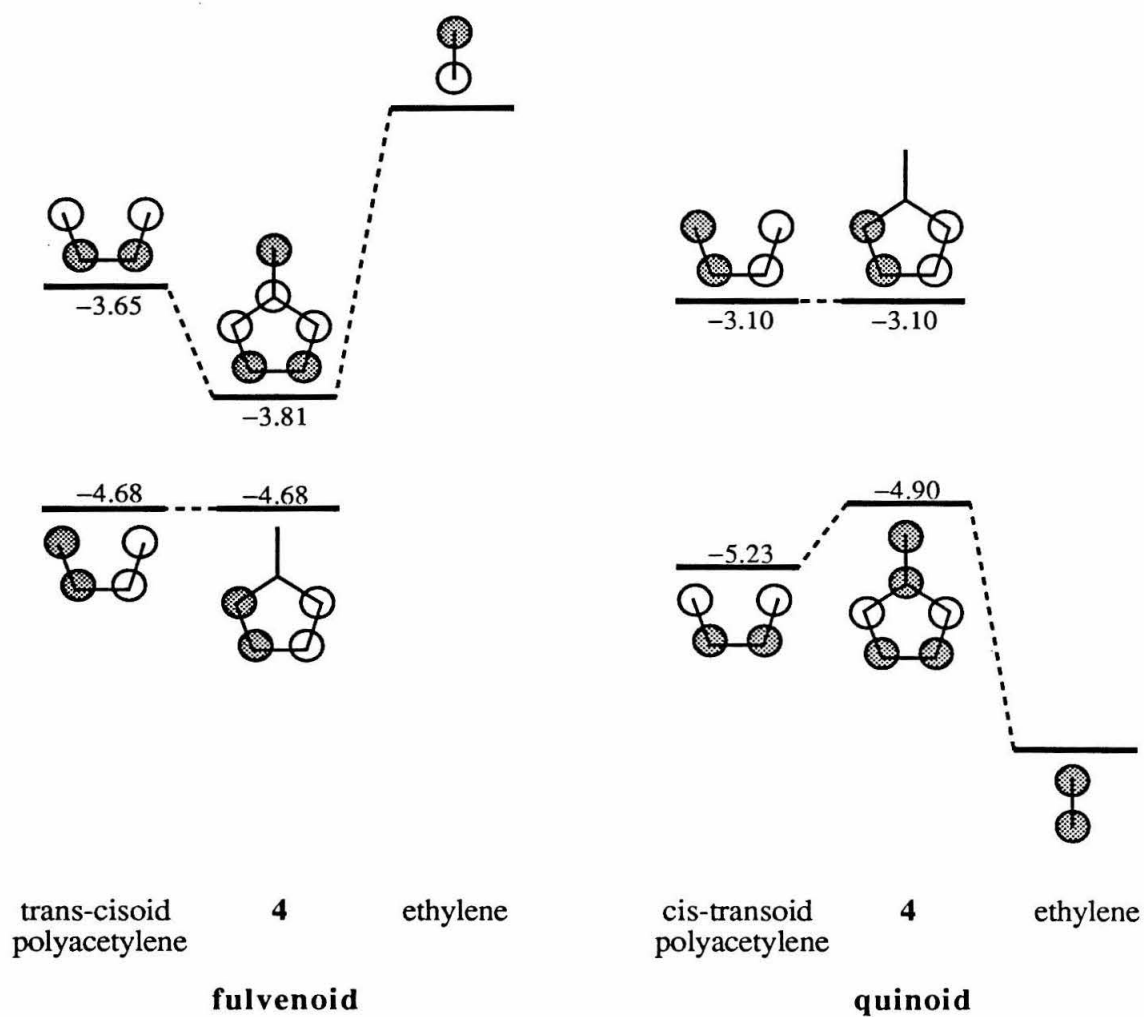 −3.65
−3.81
−4.68
−4.68
−3.10
−3.10
−4.90
−5.23
trans-cisoid
polyacetylene
4
ethylene
fulvenoid
cis-transoid
polyacetylene
4
ethylene
quinoid